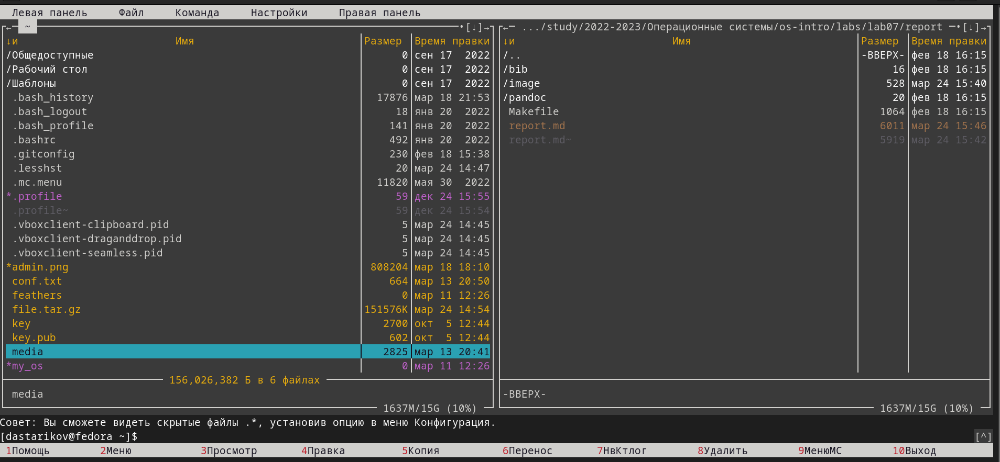 Левая панель Файл Команда Настройки Правая панель
← ~ •[↓]→ ← .../study/2022-2023/Операционные системы/os-intro/labs/lab07/report •[↓]→
↓и Имя Размер Время правки ↓и Имя Размер Время правки
/Общедоступные 0 сен 17 2022 /.. -ВВЕРХ- фев 18 16:15
/Рабочий стол 0 сен 17 2022 /bib 16 фев 18 16:15
/Шаблоны 0 сен 17 2022 /image 528 мар 24 15:40
.bash_history 17876 мар 18 21:53 /pandoc 20 фев 18 16:15
.bash_logout 18 янв 20 2022 Makefile 1064 фев 18 16:15
.bash_profile 141 янв 20 2022 report.md 6011 мар 24 15:46
.bashrc 492 янв 20 2022 report.md~ 5919 мар 24 15:42
.gitconfig 230 фев 18 15:38
.lesshst 20 мар 24 14:47
.mc.menu 11820 мая 30 2022
*.profile 59 дек 24 15:55
.profile~ 59 дек 24 15:54
.vboxclient-clipboard.pid 5 мар 24 14:45
.vboxclient-draganddrop.pid 5 мар 24 14:45
.vboxclient-seamless.pid 5 мар 24 14:45
*admin.png 808204 мар 18 18:10
conf.txt 664 мар 13 20:50
feathers 0 мар 11 12:26
file.tar.gz 151576K мар 24 14:54
key 2700 окт 5 12:44
key.pub 602 окт 5 12:44
media 2825 мар 13 20:41
*my_os 0 мар 11 12:26
156,026,382 Б в 6 файлах
media -ВВЕРХ-
1637M/15G (10%) 1637M/15G (10%)
Совет: Вы сможете видеть скрытые файлы .*, установив опцию в меню Конфигурация.
[dastarikov@fedora ~]$ [^]
1Помощь 2Меню 3Просмотр 4Правка 5Копия 6Перенос 7НвКтлог 8Удалить 9МенюMC 10Выход